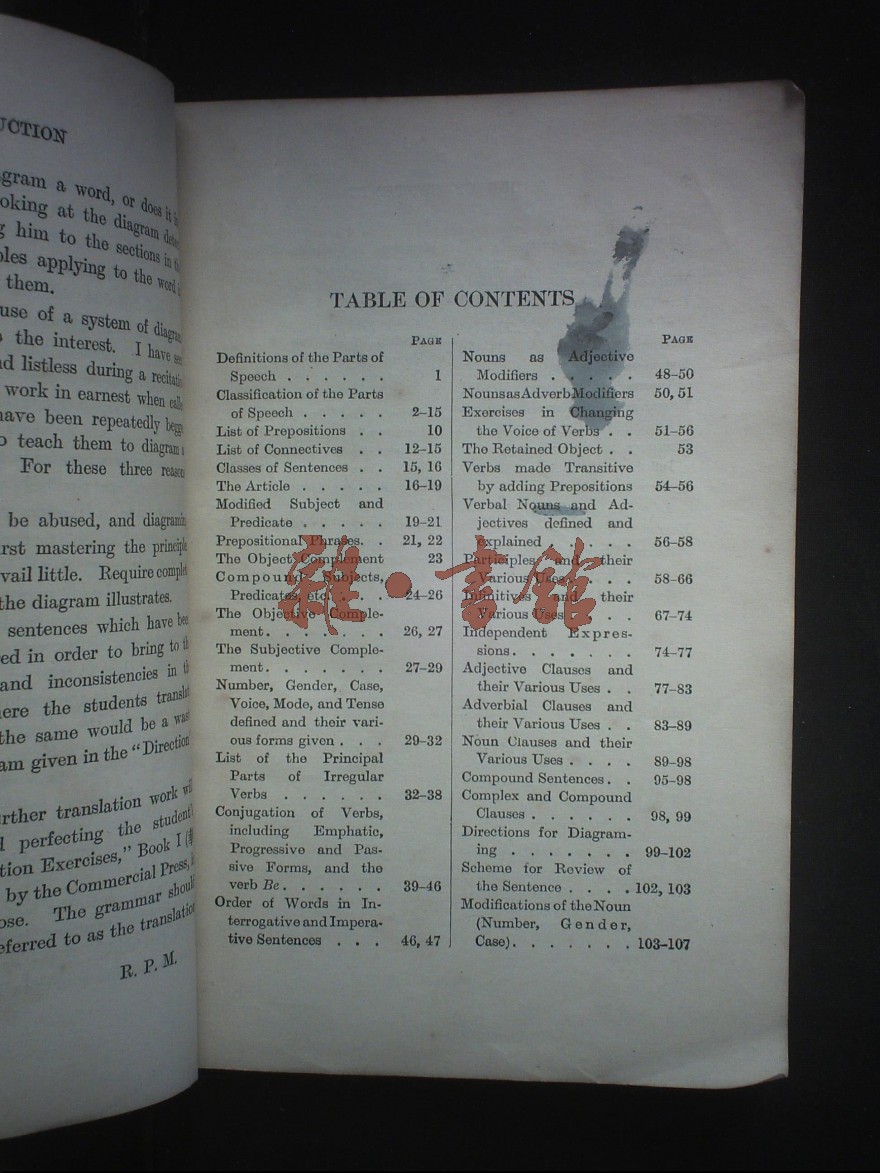 UCTION
gram a word, or does it
oking at the diagram
g him to the sections in
ples applying to the word
them.
use of a system of
the interest. I have
d listless during a
work in earnest when
have been repeatedly
to teach them to diagram
For these three
be abused, and
rst mastering the
vail little. Require
the diagram illustrates.
sentences which have
ed in order to bring to
and inconsistencies in
ere the students
the same would be a
am given in the "Direction
rther translation work
perfecting the
tion Exercises," Book I
by the Commercial Press,
ose. The grammar
eferred to as the translation
R. P. M.
TABLE OF CONTENTS
PAGE
Definitions of the Parts of
Speech . . . . . . 1
Classification of the Parts
of Speech . . . . . 2–15
List of Prepositions . . 10
List of Connectives . . 12–15
Classes of Sentences . . 15, 16
The Article . . . . . 16–19
Modified Subject and
Predicate . . . . . 19–21
Prepositional Phrases. . 21, 22
The Object Complement 23
Compound Subjects,
Predicates, etc. . . . 24–26
The Objective Comple-
ment. . . . . . . 26, 27
The Subjective Comple-
ment. . . . . . . 27–29
Number, Gender, Case,
Voice, Mode, and Tense
defined and their vari-
ous forms given . . . 29–32
List of the Principal
Parts of Irregular
Verbs . . . . . . 32–38
Conjugation of Verbs,
including Emphatic,
Progressive and Pas-
sive Forms, and the
verb Be . . . . . . 39–46
Order of Words in In-
terrogative and Impera-
tive Sentences . . . 46, 47
PAGE
Nouns as Adjective
Modifiers . . . . . 48–50
Nouns as Adverb Modifiers 50, 51
Exercises in Changing
the Voice of Verbs . . 51–56
The Retained Object . . 53
Verbs made Transitive
by adding Prepositions 54–56
Verbal Nouns and Ad-
jectives defined and
explained . . . . . 56–58
Participles and their
Various Uses . . . . 58–66
Infinitives and their
Various Uses . . . . 67–74
Independent Expres-
sions. . . . . . . 74–77
Adjective Clauses and
their Various Uses . . 77–83
Adverbial Clauses and
their Various Uses . . 83–89
Noun Clauses and their
Various Uses . . . . 89–98
Compound Sentences. . 95–98
Complex and Compound
Clauses . . . . . . 98, 99
Directions for Diagram-
ing . . . . . . . 99–102
Scheme for Review of
the Sentence . . . . 102, 103
Modifications of the Noun
(Number, Gender,
Case). . . . . . . 103–107
雜·書館